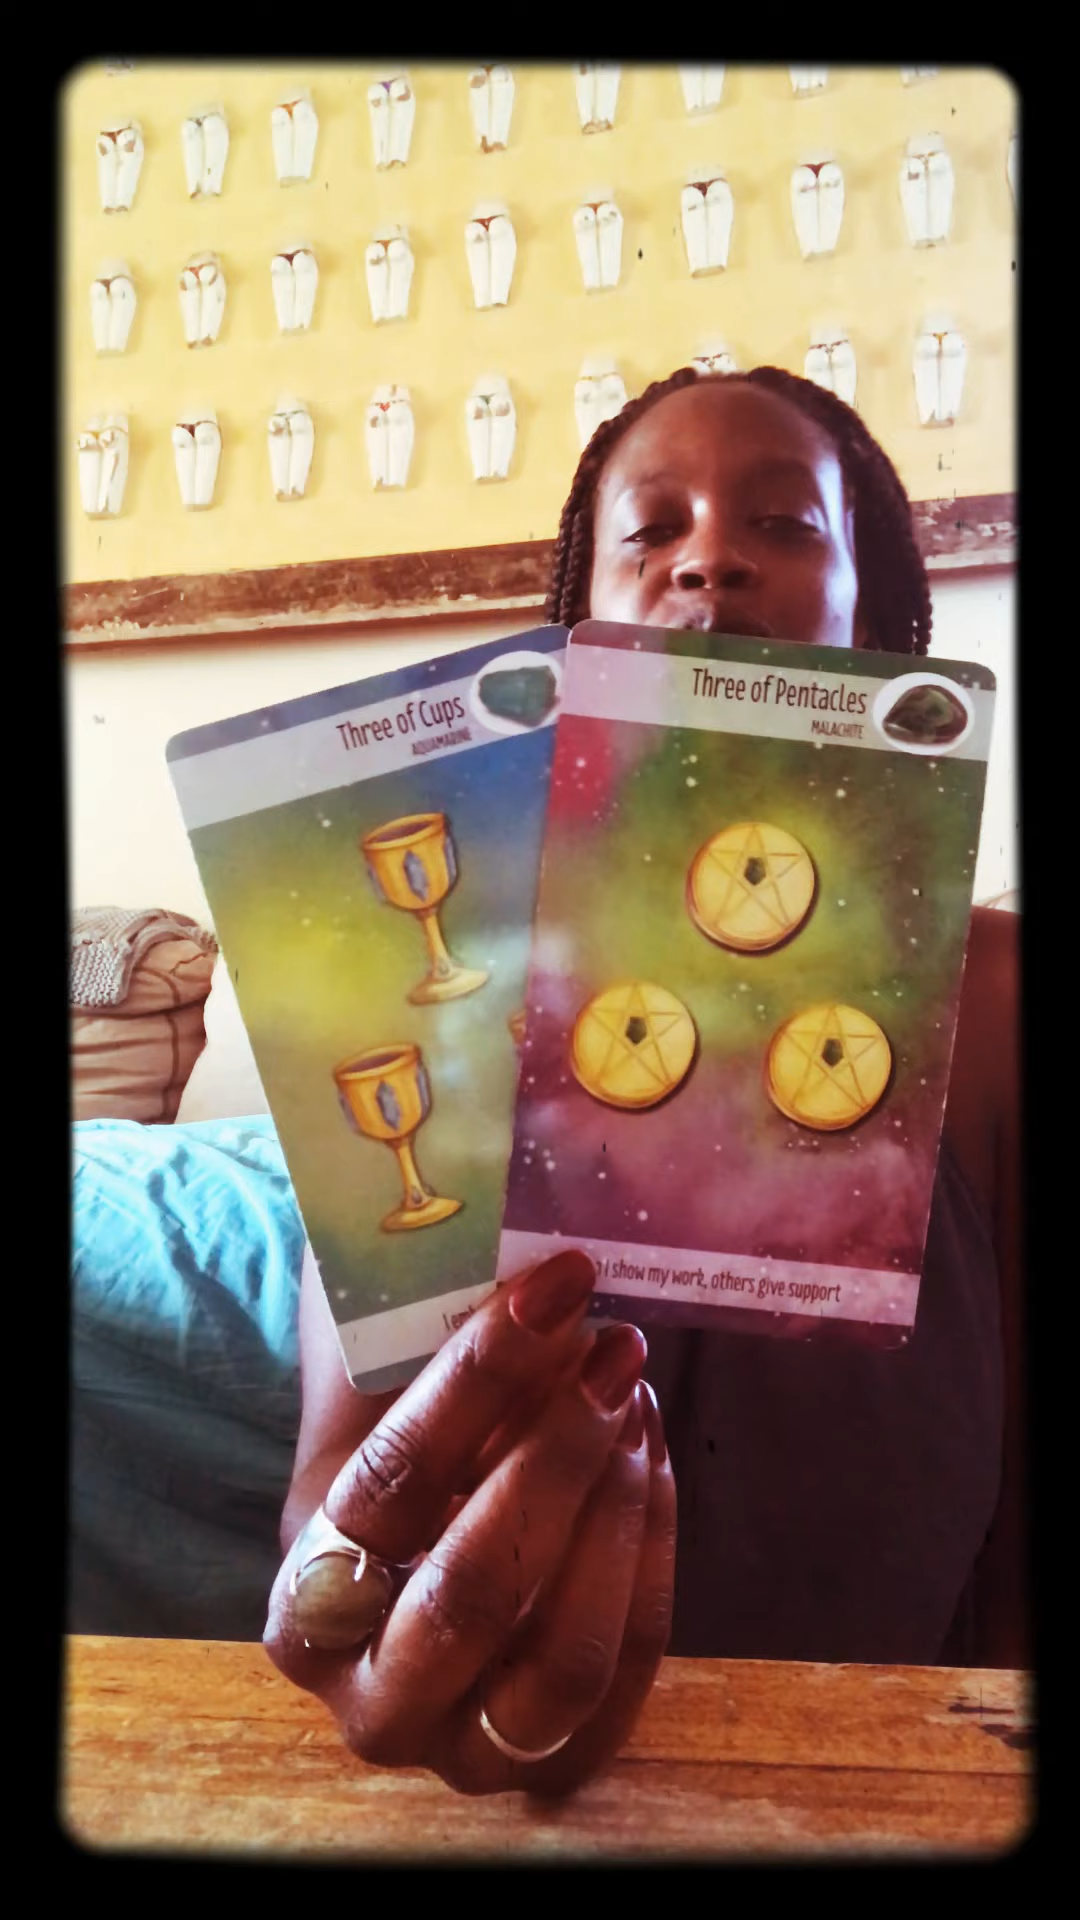 Three of Cups
AQUAMARINE
Three of Pentacles
MALACHITE
I show my work, others give support
I